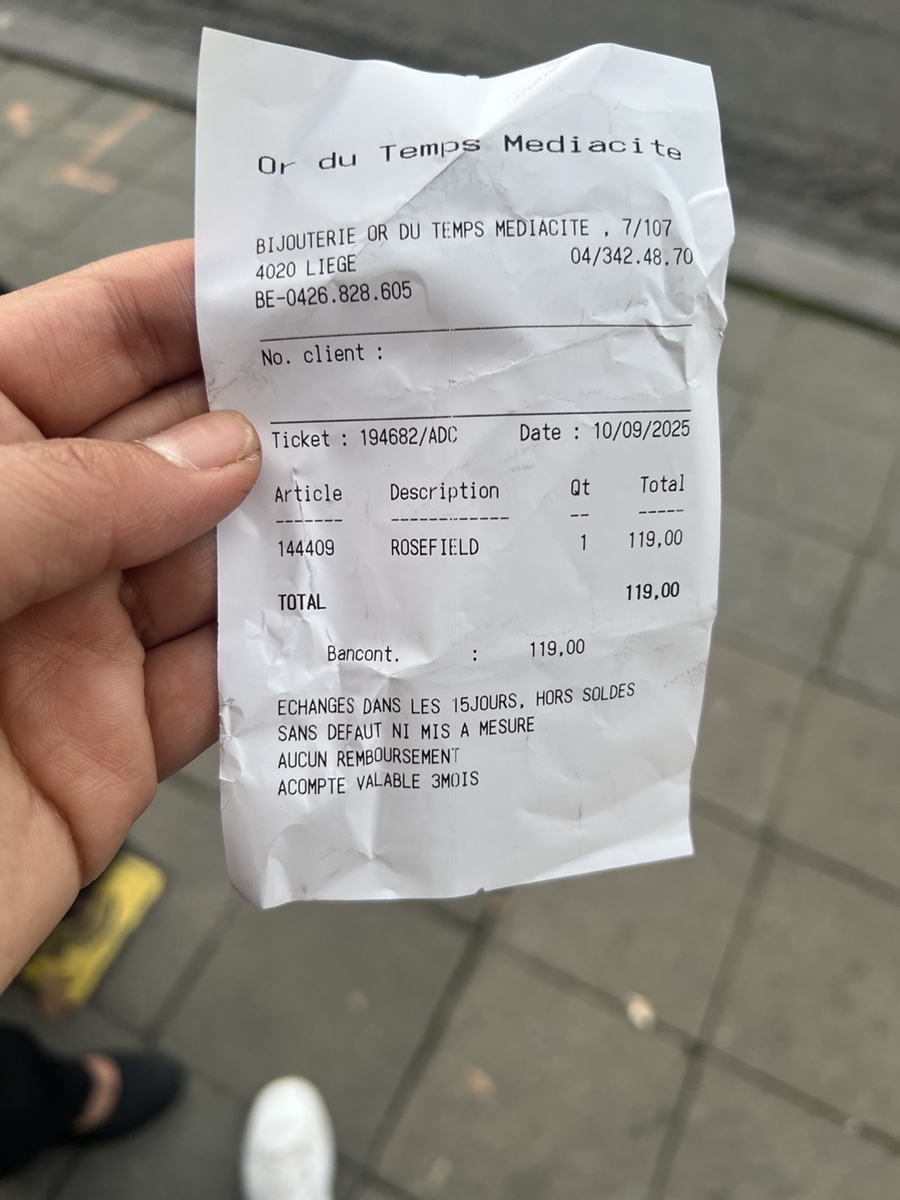 Or du Temps Mediacite
BIJOUTERIE OR DU TEMPS MEDIACITE , 7/107
4020 LIEGE 04/342.48.70
BE-0426.828.605
No. client :
Ticket : 194682/ADC Date : 10/09/2025
Article Description Qt Total
------- ------------ -- -----
144409 ROSEFIELD 1 119,00
TOTAL 119,00
Bancont. : 119,00
ECHANGES DANS LES 15JOURS, HORS SOLDES
SANS DEFAUT NI MIS A MESURE
AUCUN REMBOURSEMENT
ACOMPTE VALABLE 3MOIS